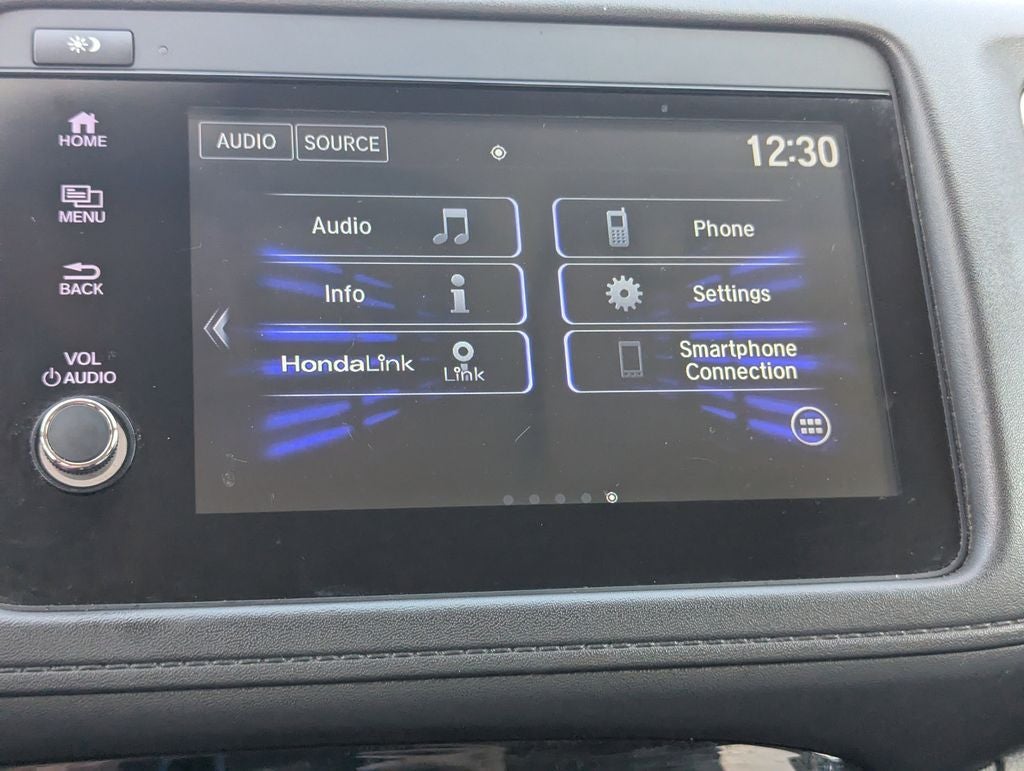 HOME
MENU
BACK
VOL
AUDIO
AUDIO SOURCE
12:30
Audio
Phone
Info
Settings
HondaLink
Link
Smartphone
Connection